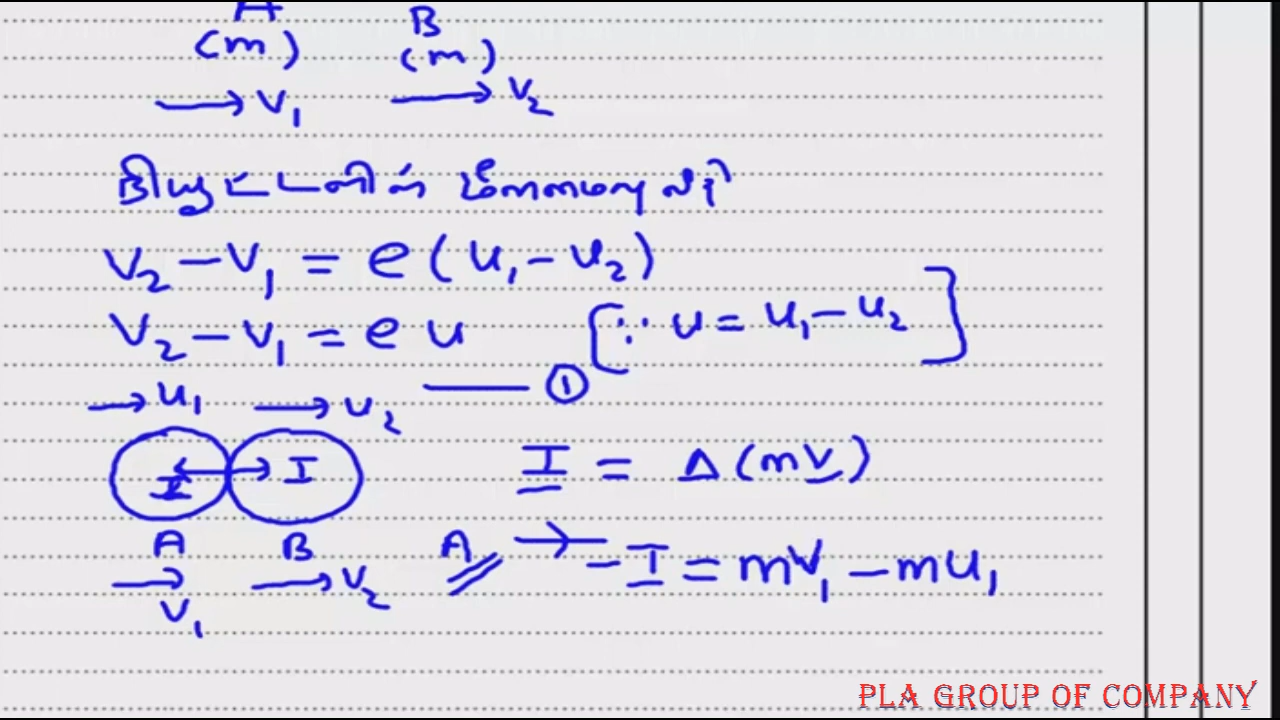 A B
(m) (m)
→ V₁ → V₂
V₂ – V₁ = e (u₁ – u₂)
V₂ – V₁ = e u [∵ u = u₁ – u₂]
→ u₁ → u₂ —— ①
I I I = Δ(mv)
A B A → – I = mV₁ – mu₁
→ V₁ → V₂
PLA GROUP OF COMPANY